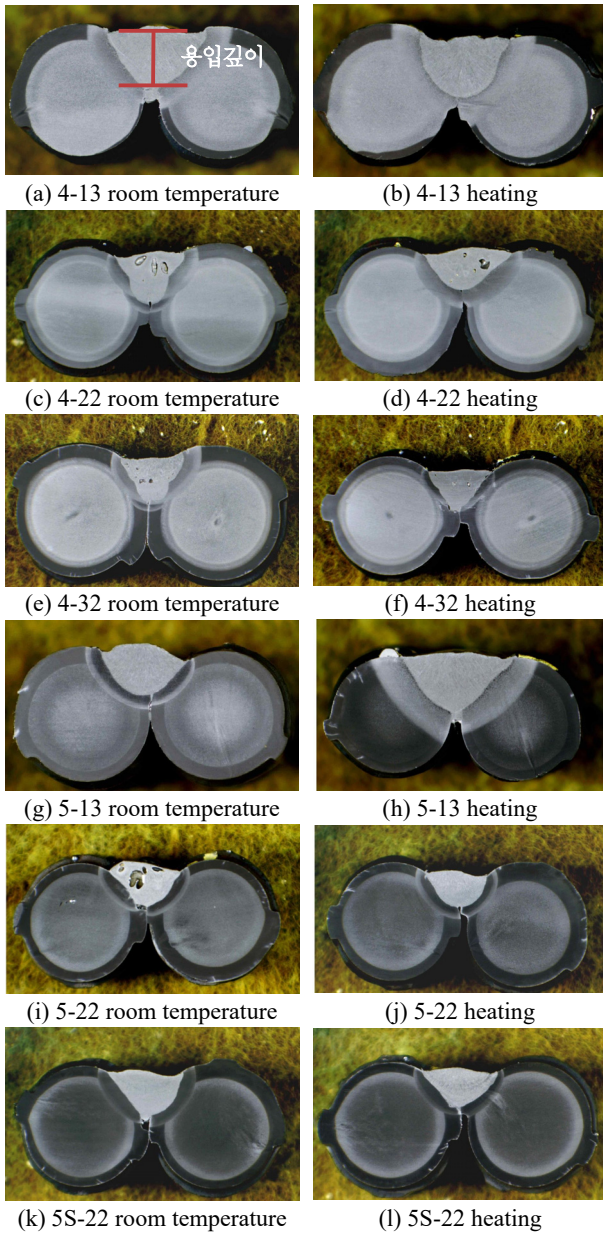 용입깊이
(a) 4-13 room temperature
(b) 4-13 heating
(c) 4-22 room temperature
(d) 4-22 heating
(e) 4-32 room temperature
(f) 4-32 heating
(g) 5-13 room temperature
(h) 5-13 heating
(i) 5-22 room temperature
(j) 5-22 heating
(k) 5S-22 room temperature
(l) 5S-22 heating